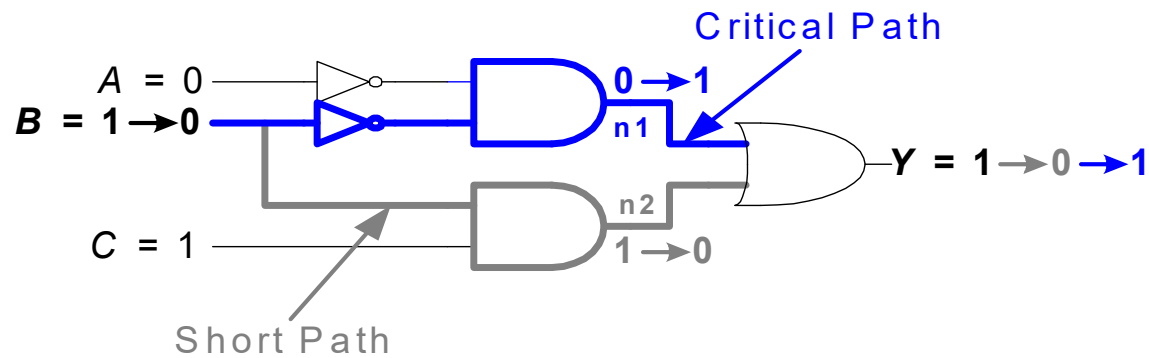 Critical Path
A = 0
0 → 1
B = 1 → 0
n1
Y = 1 → 0 → 1
n2
C = 1
1 → 0
Short Path